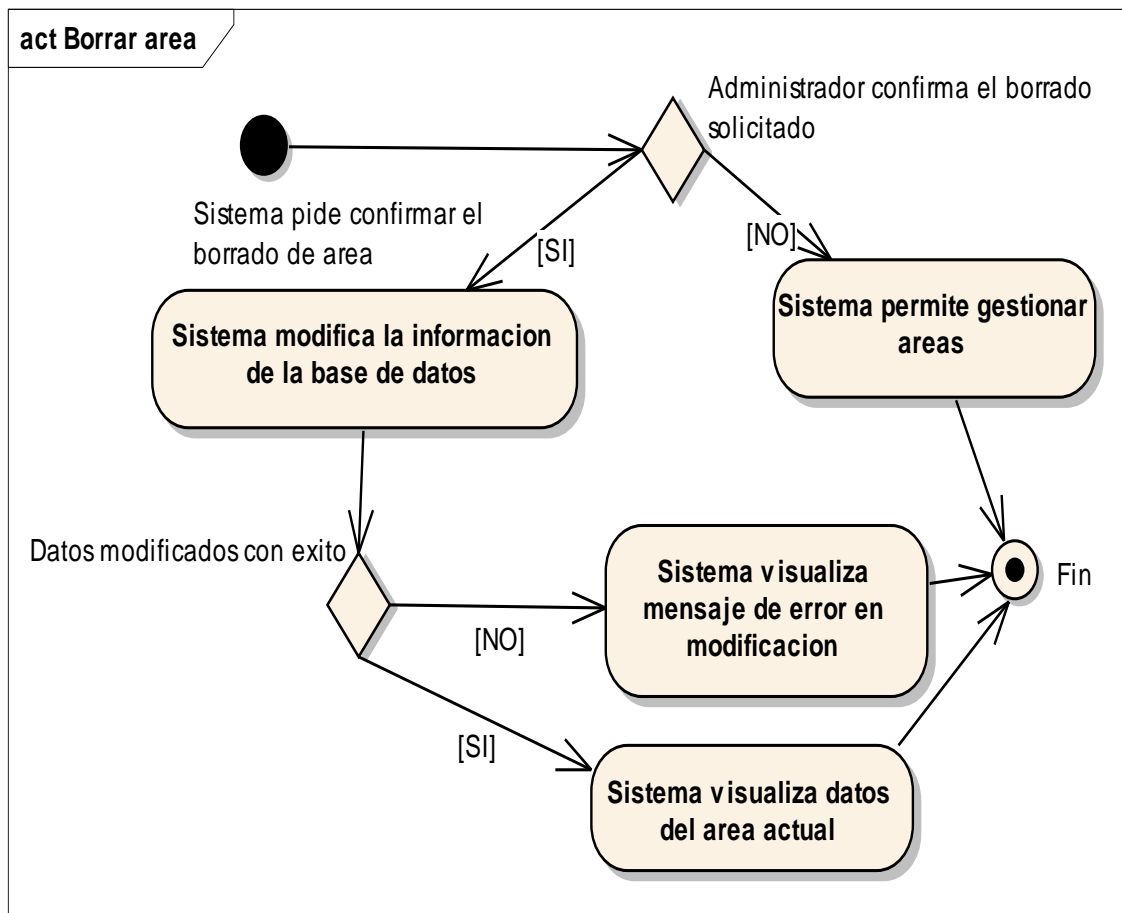 act Borrar area
Administrador confirma el borrado
solicitado
Sistema pide confirmar el
borrado de area
[SI]
[NO]
Sistema modifica la informacion
de la base de datos
Sistema permite gestionar
areas
Datos modificados con exito
[NO]
Sistema visualiza
mensaje de error en
modificacion
Fin
[SI]
Sistema visualiza datos
del area actual